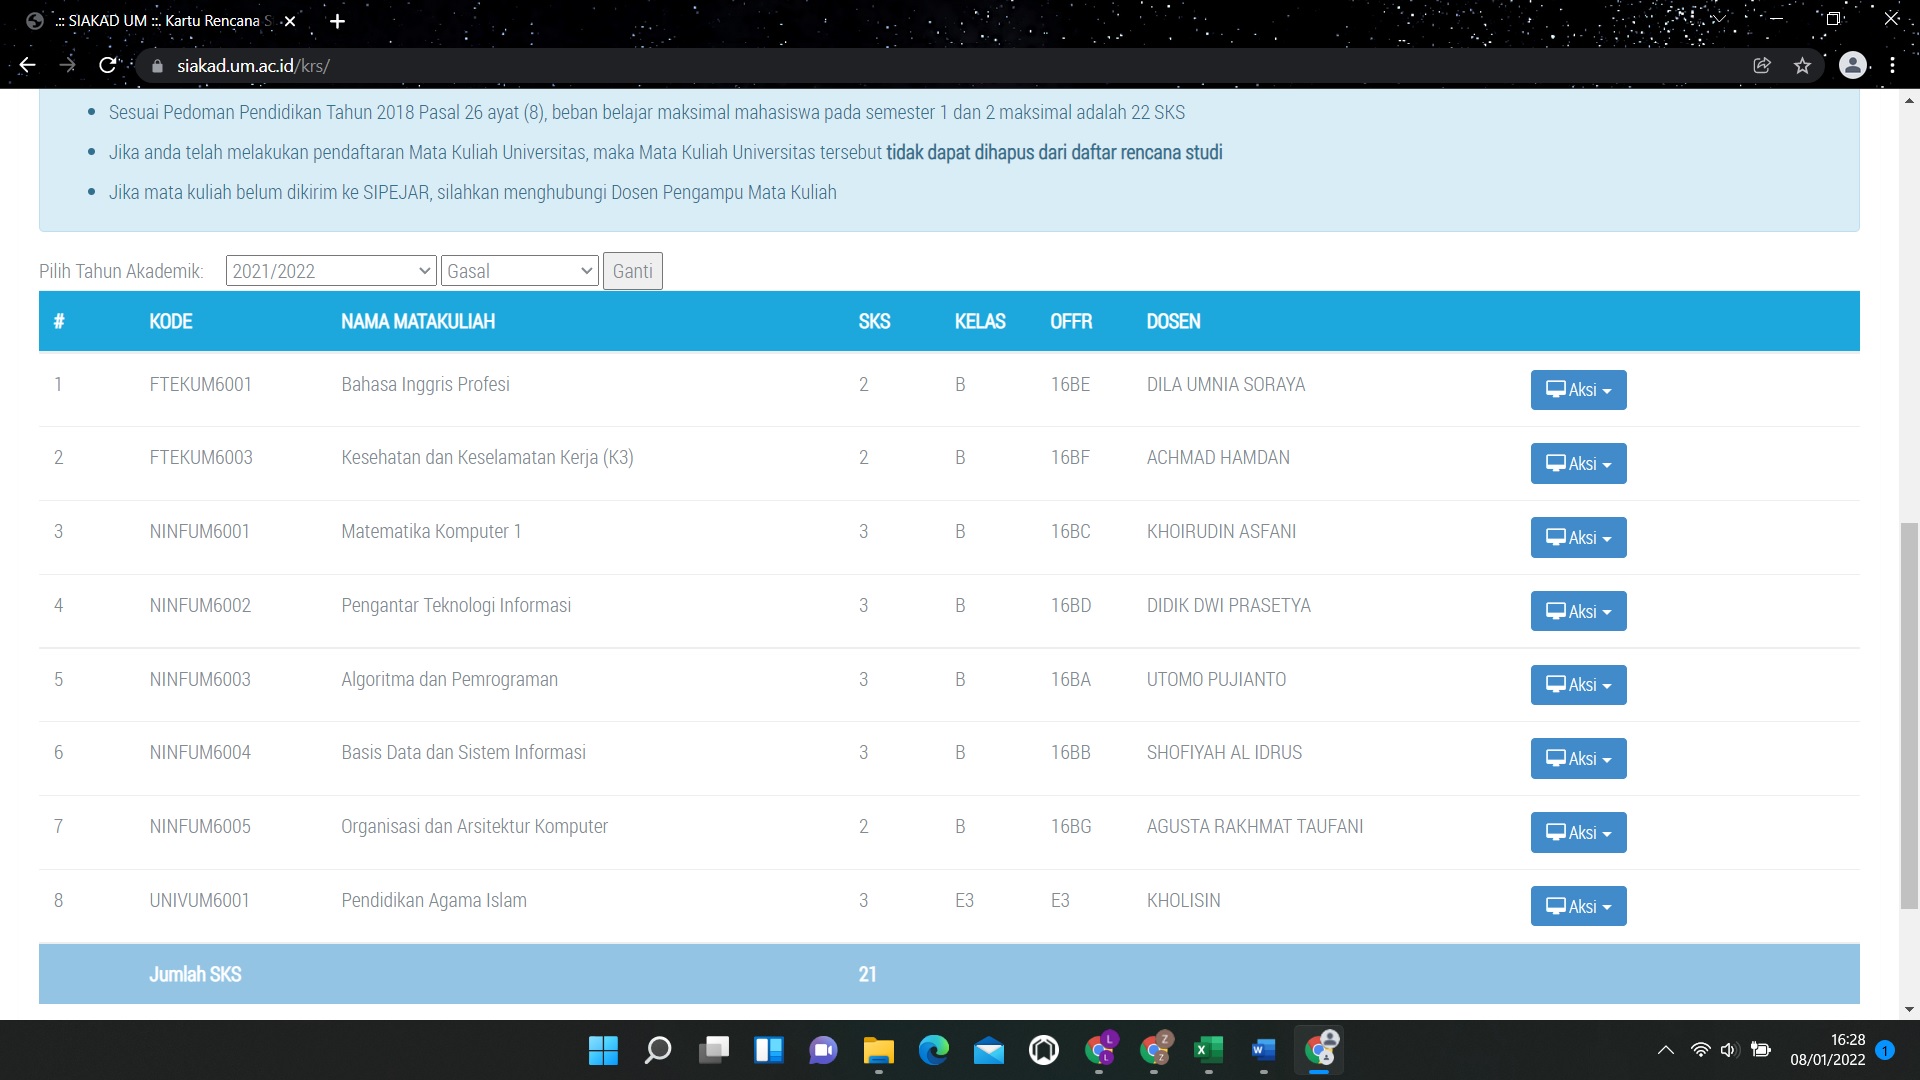 .:: SIAKAD UM ::. Kartu Rencana S
siakad.um.ac.id/krs/
Sesuai Pedoman Pendidikan Tahun 2018 Pasal 26 ayat (8), beban belajar maksimal mahasiswa pada semester 1 dan 2 maksimal adalah 22 SKS
Jika anda telah melakukan pendaftaran Mata Kuliah Universitas, maka Mata Kuliah Universitas tersebut tidak dapat dihapus dari daftar rencana studi
Jika mata kuliah belum dikirim ke SIPEJAR, silahkan menghubungi Dosen Pengampu Mata Kuliah
Pilih Tahun Akademik: 2021/2022 Gasal Ganti
# KODE NAMA MATAKULIAH SKS KELAS OFFR DOSEN
1 FTEKUM6001 Bahasa Inggris Profesi 2 B 16BE DILA UMNIA SORAYA Aksi
2 FTEKUM6003 Kesehatan dan Keselamatan Kerja (K3) 2 B 16BF ACHMAD HAMDAN Aksi
3 NINFUM6001 Matematika Komputer 1 3 B 16BC KHOIRUDIN ASFANI Aksi
4 NINFUM6002 Pengantar Teknologi Informasi 3 B 16BD DIDIK DWI PRASETYA Aksi
5 NINFUM6003 Algoritma dan Pemrograman 3 B 16BA UTOMO PUJIANTO Aksi
6 NINFUM6004 Basis Data dan Sistem Informasi 3 B 16BB SHOFIYAH AL IDRUS Aksi
7 NINFUM6005 Organisasi dan Arsitektur Komputer 2 B 16BG AGUSTA RAKHMAT TAUFANI Aksi
8 UNIVUM6001 Pendidikan Agama Islam 3 E3 E3 KHOLISIN Aksi
Jumlah SKS 21
L L Z Z X W
16:28
08/01/2022 1